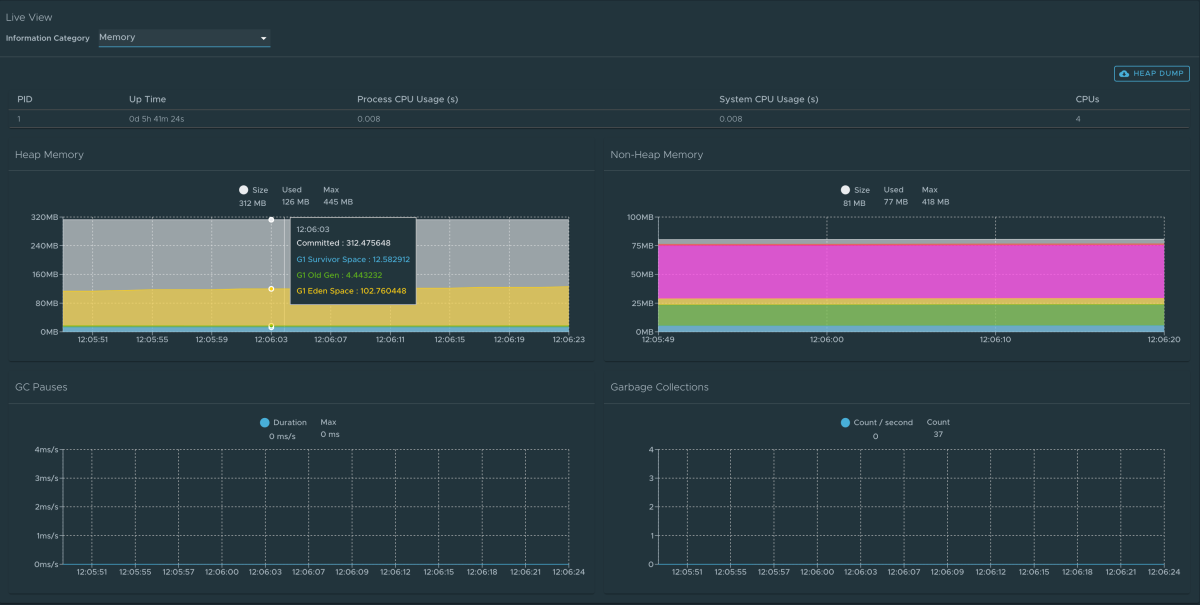 Live View
Information Category Memory
HEAP DUMP
PID Up Time Process CPU Usage (s) System CPU Usage (s) CPUs
1 0d 5h 41m 24s 0.008 0.008 4
Heap Memory
Size Used Max
312 MB 126 MB 445 MB
320MB
240MB
160MB
80MB
0MB
12:06:03
Committed : 312.475648
G1 Survivor Space : 12.582912
G1 Old Gen : 4.443232
G1 Eden Space : 102.760448
12:05:51 12:05:55 12:05:59 12:06:03 12:06:07 12:06:11 12:06:15 12:06:19 12:06:23
Non-Heap Memory
Size Used Max
81 MB 77 MB 418 MB
100MB
75MB
50MB
25MB
0MB
12:05:49 12:06:00 12:06:10 12:06:20
GC Pauses
Duration Max
0 ms/s 0 ms
4ms/s
3ms/s
2ms/s
1ms/s
0ms/s
12:05:51 12:05:55 12:05:57 12:06:00 12:06:03 12:06:07 12:06:09 12:06:12 12:06:15 12:06:18 12:06:21 12:06:24
Garbage Collections
Count / second Count
0 37
4
3
2
1
0
12:05:51 12:05:55 12:05:57 12:06:00 12:06:03 12:06:07 12:06:09 12:06:12 12:06:15 12:06:18 12:06:21 12:06:24